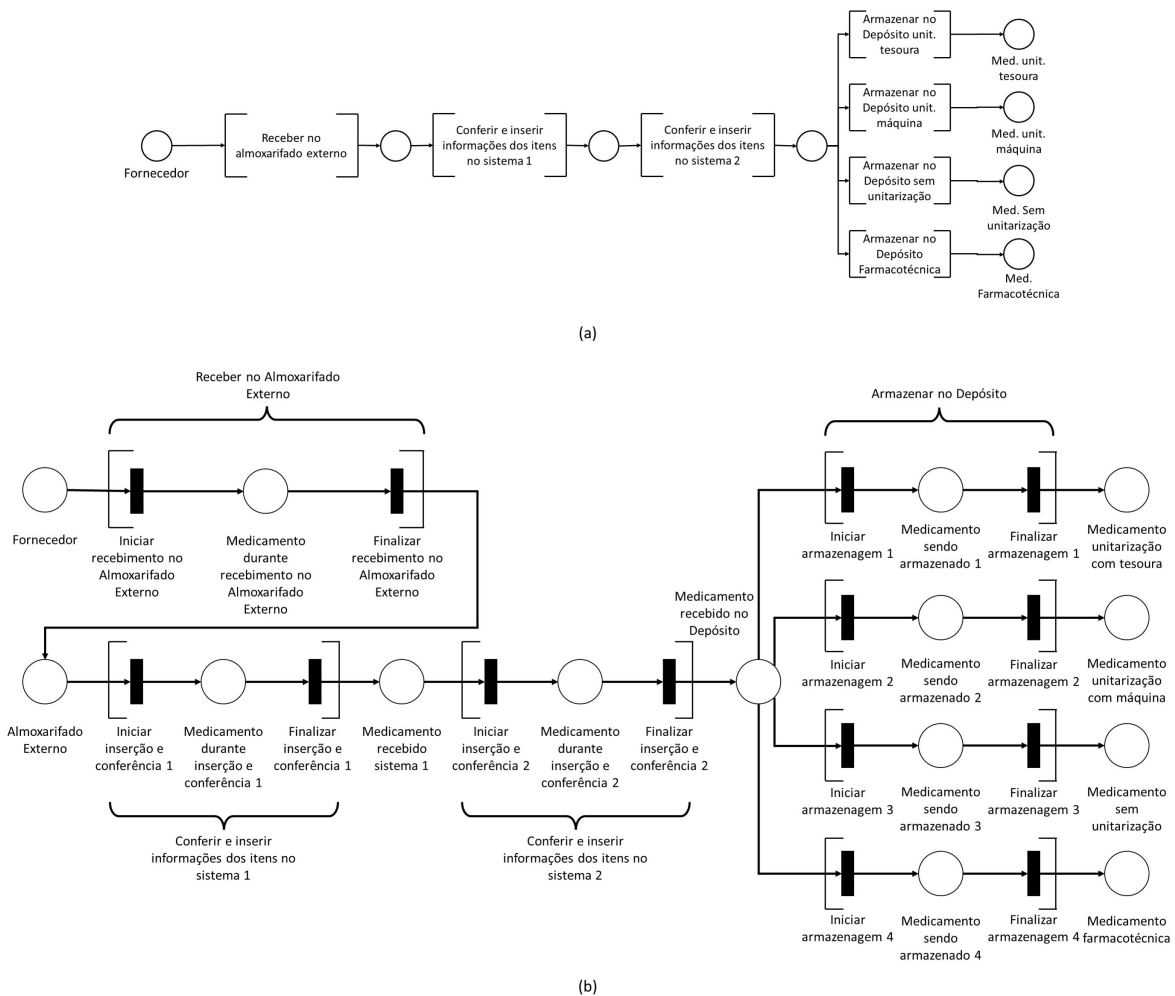 Fornecedor
Receber no
almoxarifado externo
Conferir e inserir
informações dos itens
no sistema 1
Conferir e inserir
informações dos itens
no sistema 2
Armazenar no
Depósito unit.
tesoura
Med. unit.
tesoura
Armazenar no
Depósito unit.
máquina
Med. unit.
máquina
Armazenar no
Depósito sem
unitarização
Med. Sem
unitarização
Armazenar no
Depósito
Farmacotécnica
Med.
Farmacotécnica
(a)
Receber no Almoxarifado
Externo
Fornecedor
Iniciar
recebimento no
Almoxarifado
Externo
Medicamento
durante
recebimento no
Almoxarifado
Externo
Finalizar
recebimento no
Almoxarifado
Externo
Almoxarifado
Externo
Iniciar
inserção e
conferência 1
Medicamento
durante
inserção e
conferência 1
Finalizar
inserção e
conferência 1
Medicamento
recebido
sistema 1
Iniciar
inserção e
conferência 2
Medicamento
durante
inserção e
conferência 2
Finalizar
inserção e
conferência 2
Conferir e inserir
informações dos itens no
sistema 1
Conferir e inserir
informações dos itens no
sistema 2
Medicamento
recebido no
Depósito
Armazenar no Depósito
Iniciar
armazenagem 1
Medicamento
sendo
armazenado 1
Finalizar
armazenagem 1
Medicamento
unitarização
com tesoura
Iniciar
armazenagem 2
Medicamento
sendo
armazenado 2
Finalizar
armazenagem 2
Medicamento
unitarização
com máquina
Iniciar
armazenagem 3
Medicamento
sendo
armazenado 3
Finalizar
armazenagem 3
Medicamento
sem
unitarização
Iniciar
armazenagem 4
Medicamento
sendo
armazenado 4
Finalizar
armazenagem 4
Medicamento
farmacotécnica
(b)